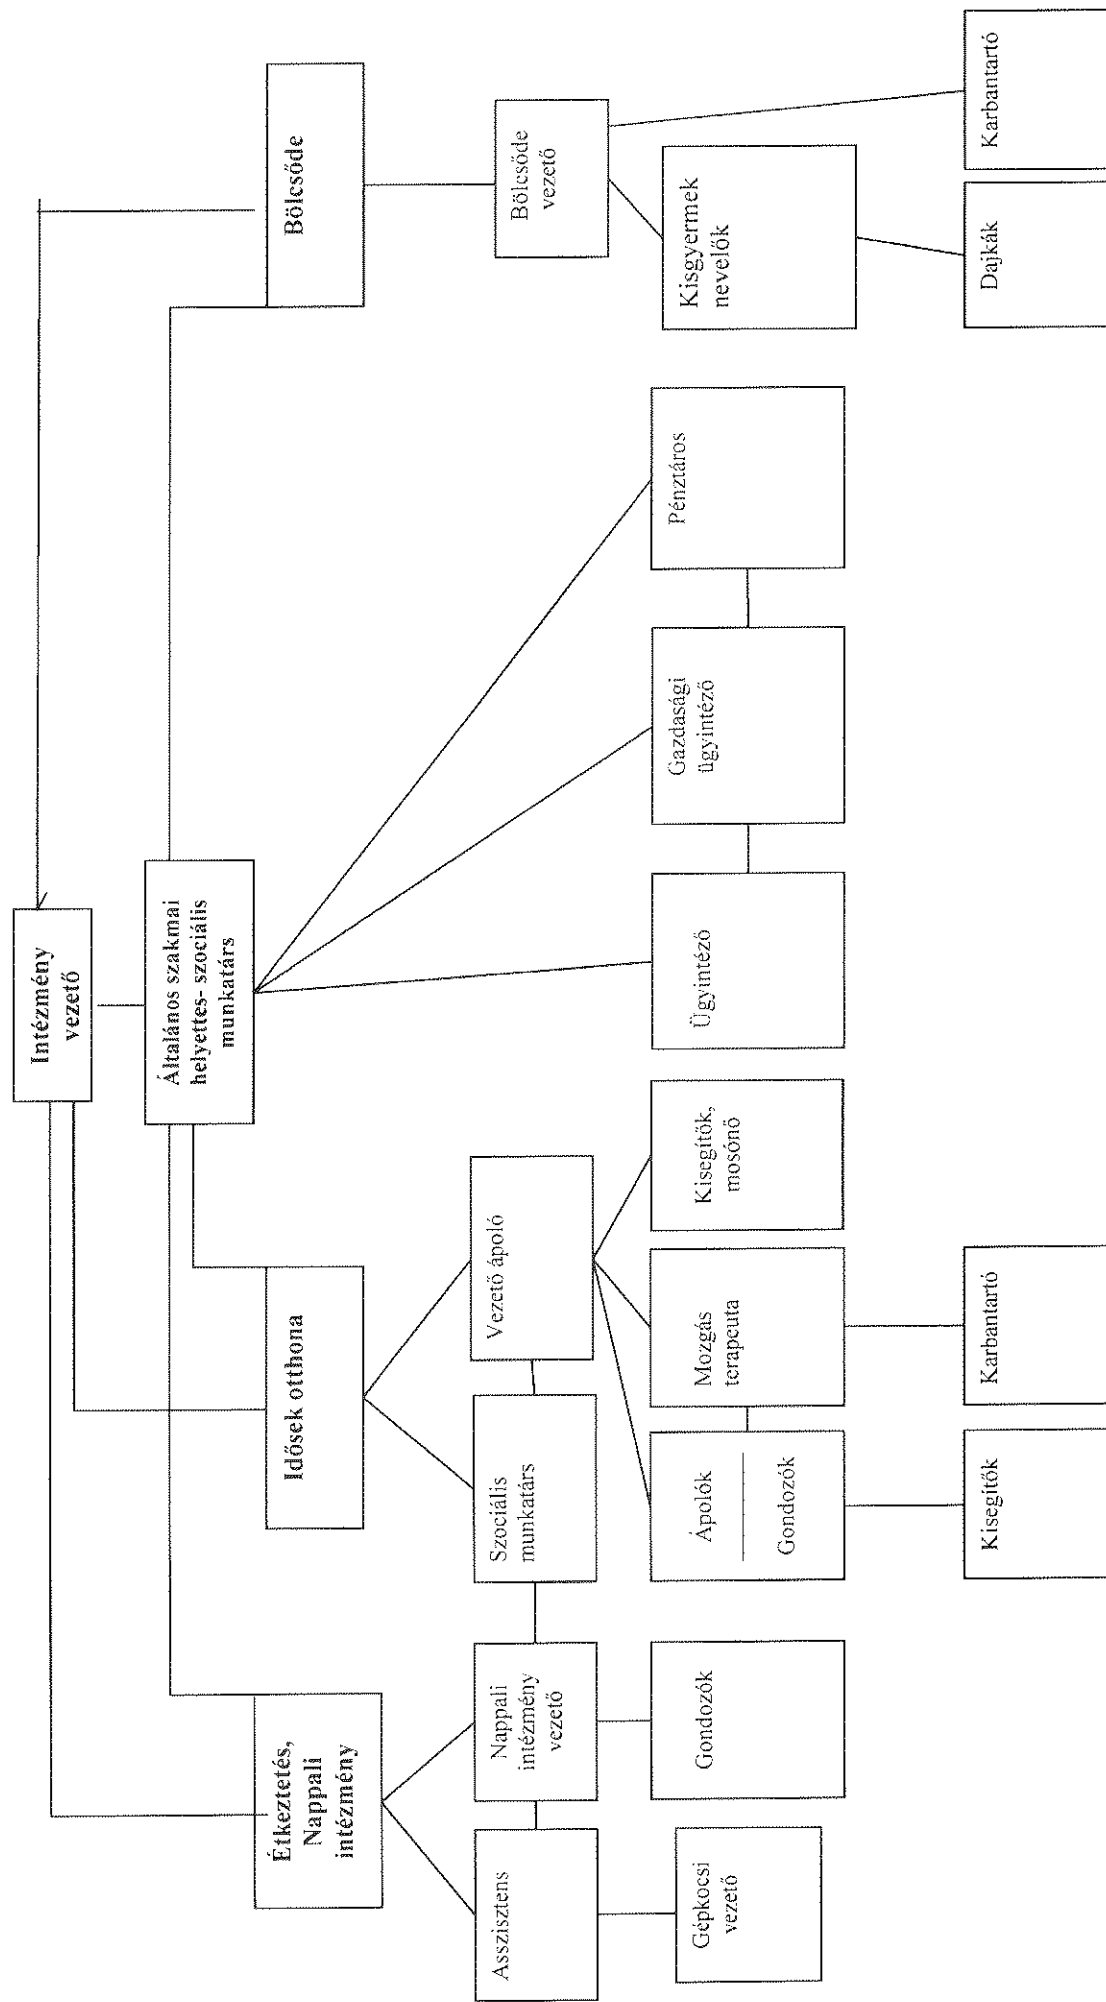 Intézmény
vezető
Általános szakmai
helyettes- szociális
munkatárs
Étkeztetés,
Nappali
intézmény
Idősek otthona
Bölcsőde
Asszisztens
Nappali
intézmény
vezető
Szociális
munkatárs
Vezető ápoló
Bölcsőde
vezető
Gépkocsi
vezető
Gondozók
Ápolók
Gondozók
Mozgás
terapeuta
Kisegítők,
mosónő
Ügyintéző
Gazdasági
ügyintéző
Pénztáros
Kisgyermek
nevelők
Kisegítők
Karbantartó
Dajkák
Karbantartó